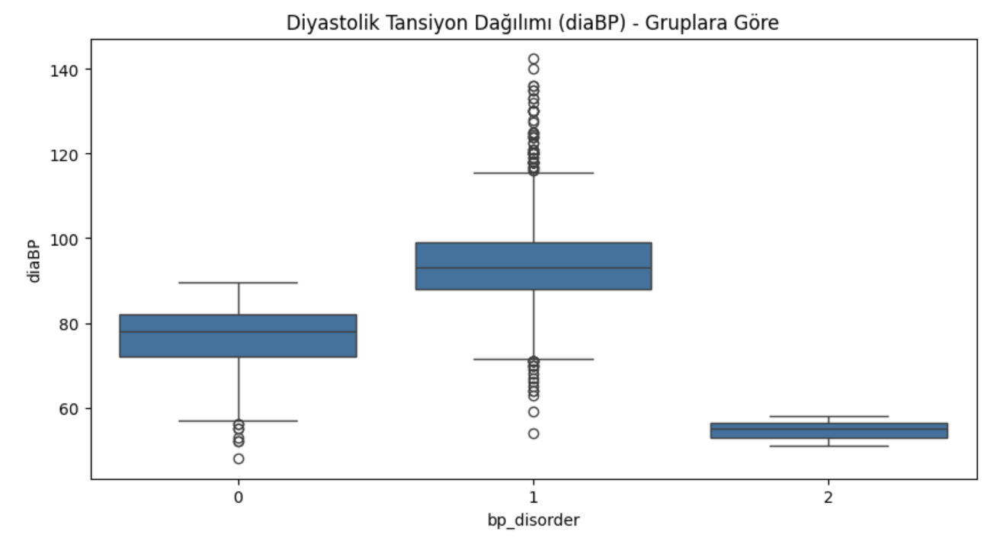 Diyastolik Tansiyon Dağılımı (diaBP) - Gruplara Göre
140
120
100
80
60
diaBP
0 1 2
bp_disorder